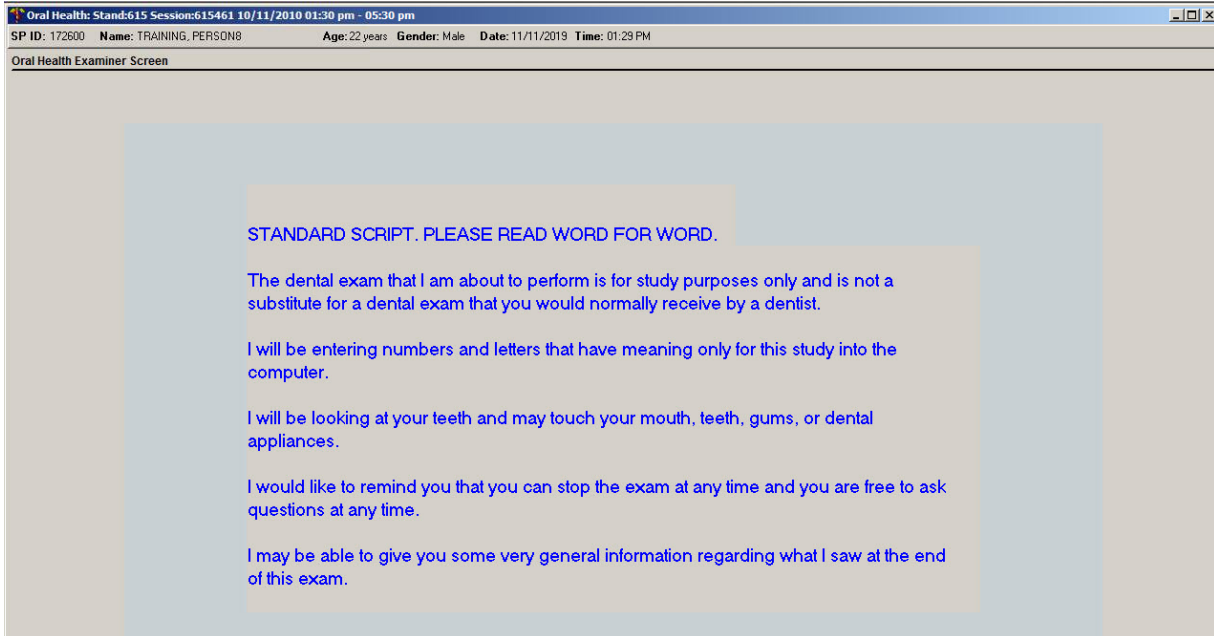 Oral Health: Stand:615 Session:615461 10/11/2010 01:30 pm - 05:30 pm
SP ID: 172600 Name: TRAINING, PERSON8 Age: 22 years Gender: Male Date: 11/11/2019 Time: 01:29 PM
Oral Health Examiner Screen
STANDARD SCRIPT. PLEASE READ WORD FOR WORD.
The dental exam that I am about to perform is for study purposes only and is not a
substitute for a dental exam that you would normally receive by a dentist.
I will be entering numbers and letters that have meaning only for this study into the
computer.
I will be looking at your teeth and may touch your mouth, teeth, gums, or dental
appliances.
I would like to remind you that you can stop the exam at any time and you are free to ask
questions at any time.
I may be able to give you some very general information regarding what I saw at the end
of this exam.